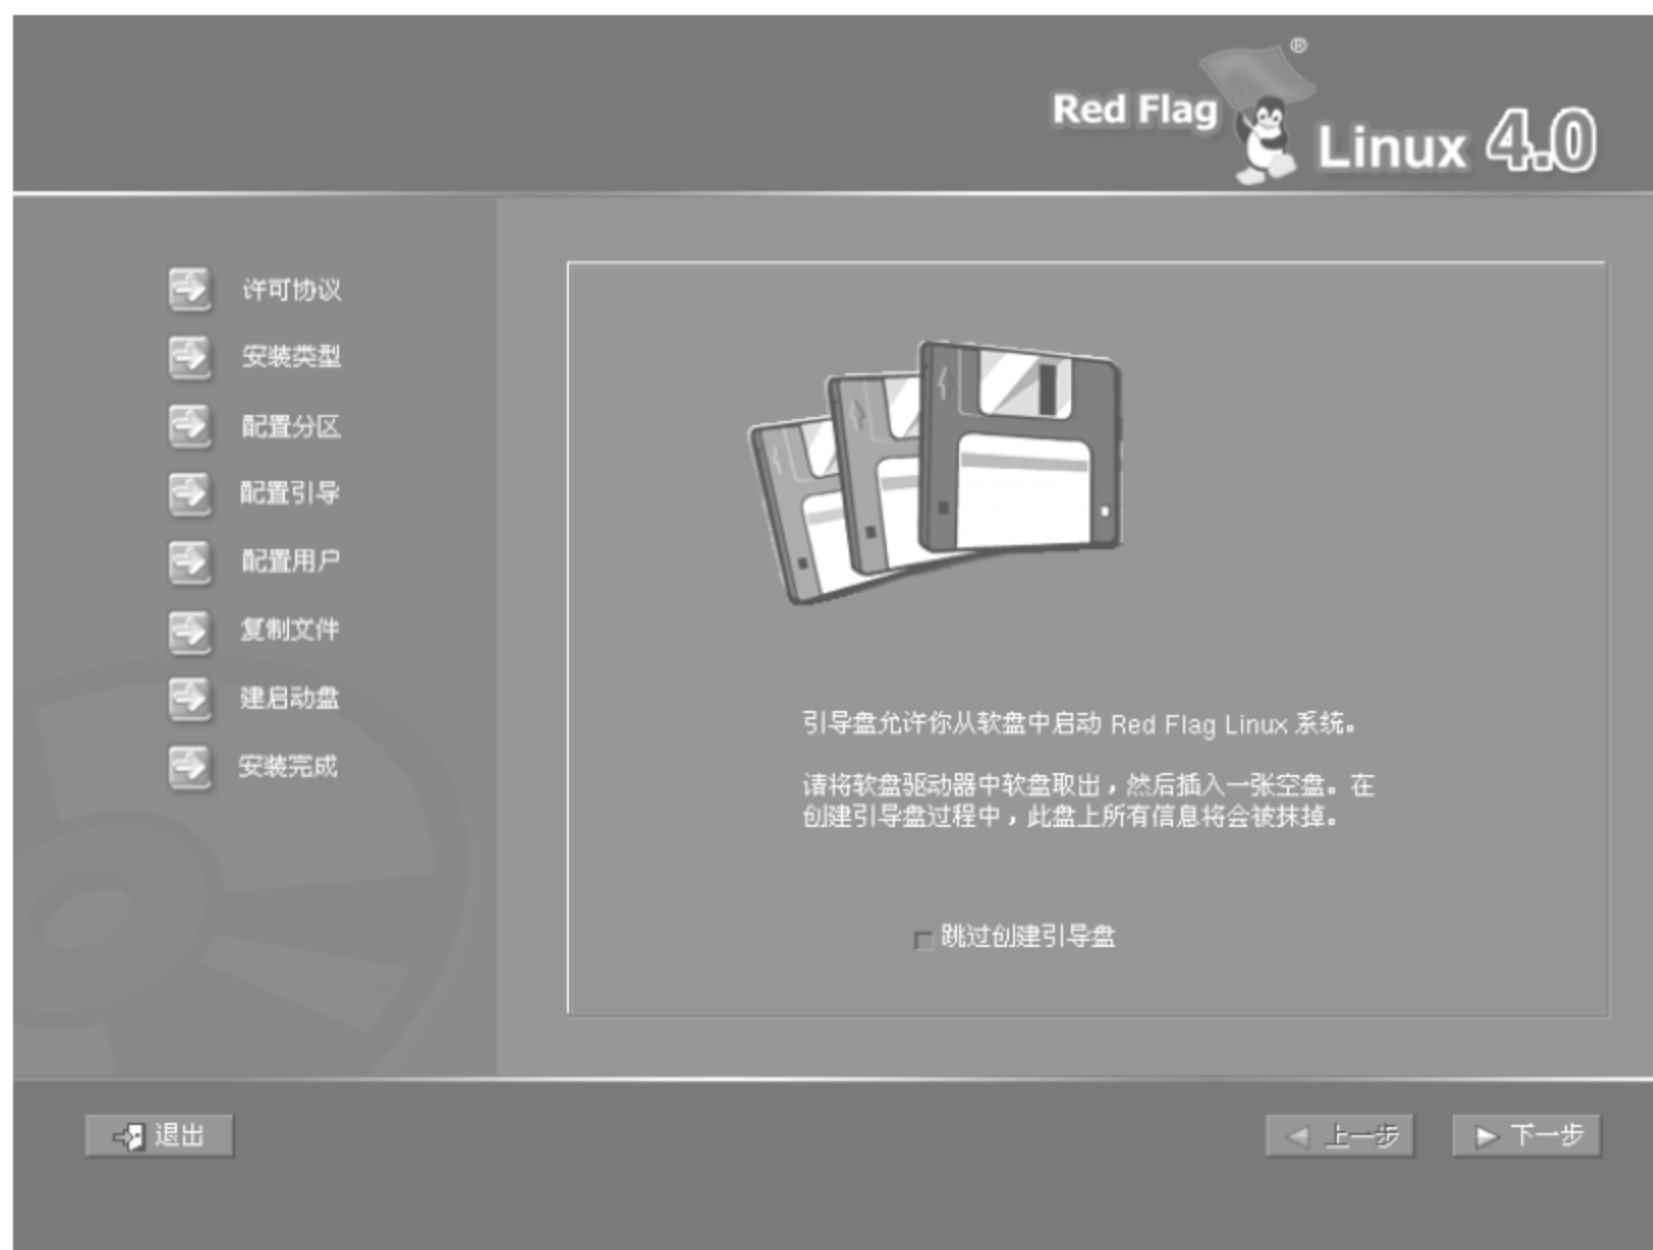 Red Flag ® Linux 4.0
许可协议
安装类型
配置分区
配置引导
配置用户
复制文件
建启动盘
安装完成
引导盘允许你从软盘中启动 Red Flag Linux 系统。
请将软盘驱动器中软盘取出，然后插入一张空盘。在
创建引导盘过程中，此盘上所有信息将会被抹掉。
跳过创建引导盘
退出
上一步
下一步